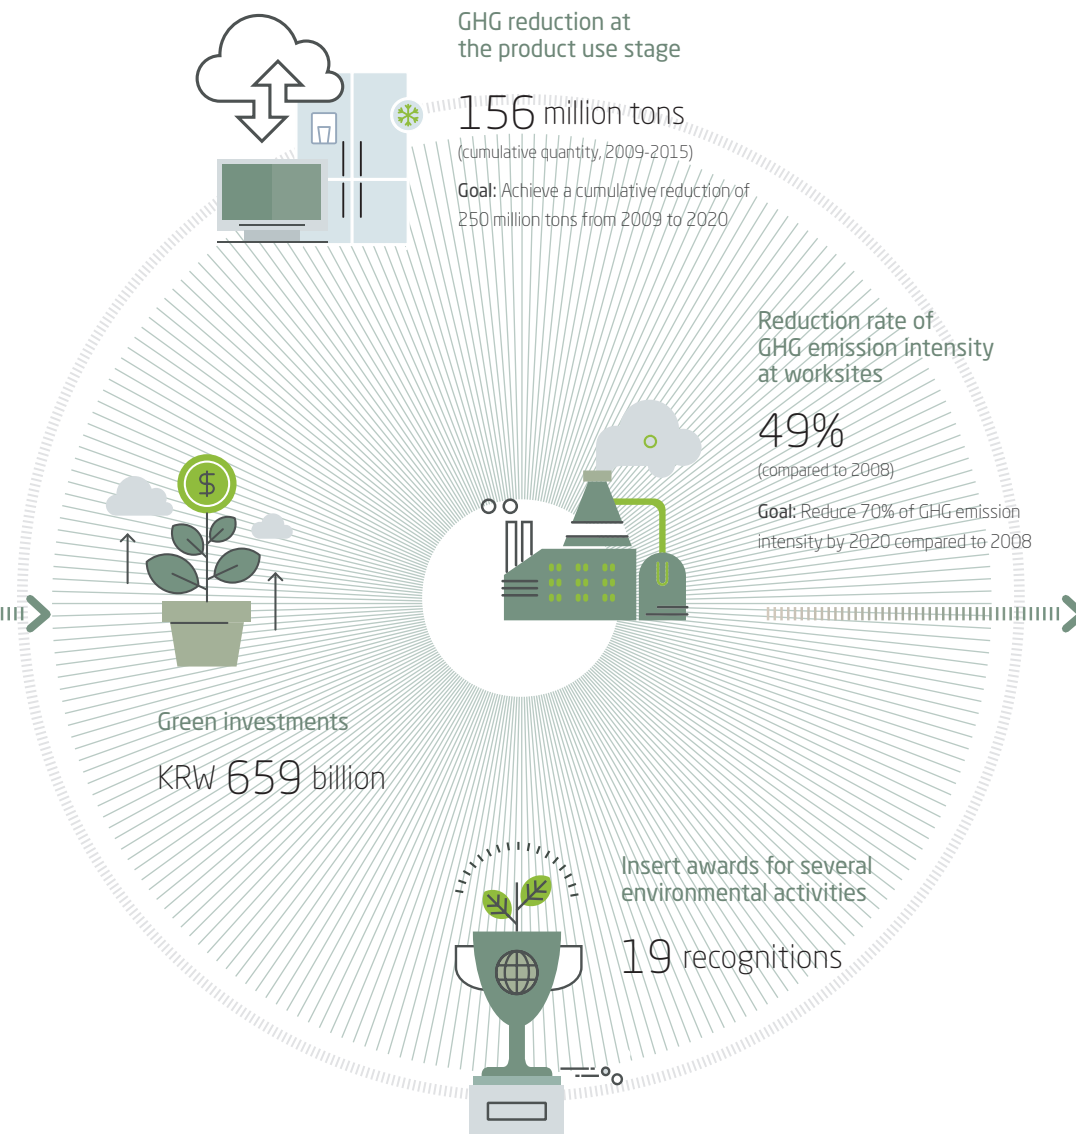 GHG reduction at
the product use stage
156 million tons
(cumulative quantity, 2009-2015)
Goal: Achieve a cumulative reduction of
250 million tons from 2009 to 2020
Reduction rate of
GHG emission intensity
at worksites
49%
(compared to 2008)
Goal: Reduce 70% of GHG emission
intensity by 2020 compared to 2008
$
Green investments
KRW 659 billion
Insert awards for several
environmental activities
19 recognitions